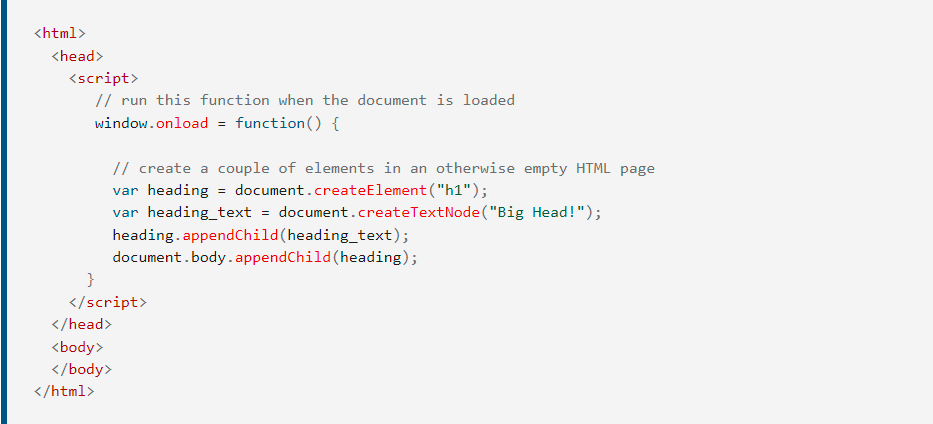 <html>
  <head>
    <script>
       // run this function when the document is loaded
       window.onload = function() {

         // create a couple of elements in an otherwise empty HTML page
         var heading = document.createElement("h1");
         var heading_text = document.createTextNode("Big Head!");
         heading.appendChild(heading_text);
         document.body.appendChild(heading);
      }
    </script>
  </head>
  <body>
  </body>
</html>